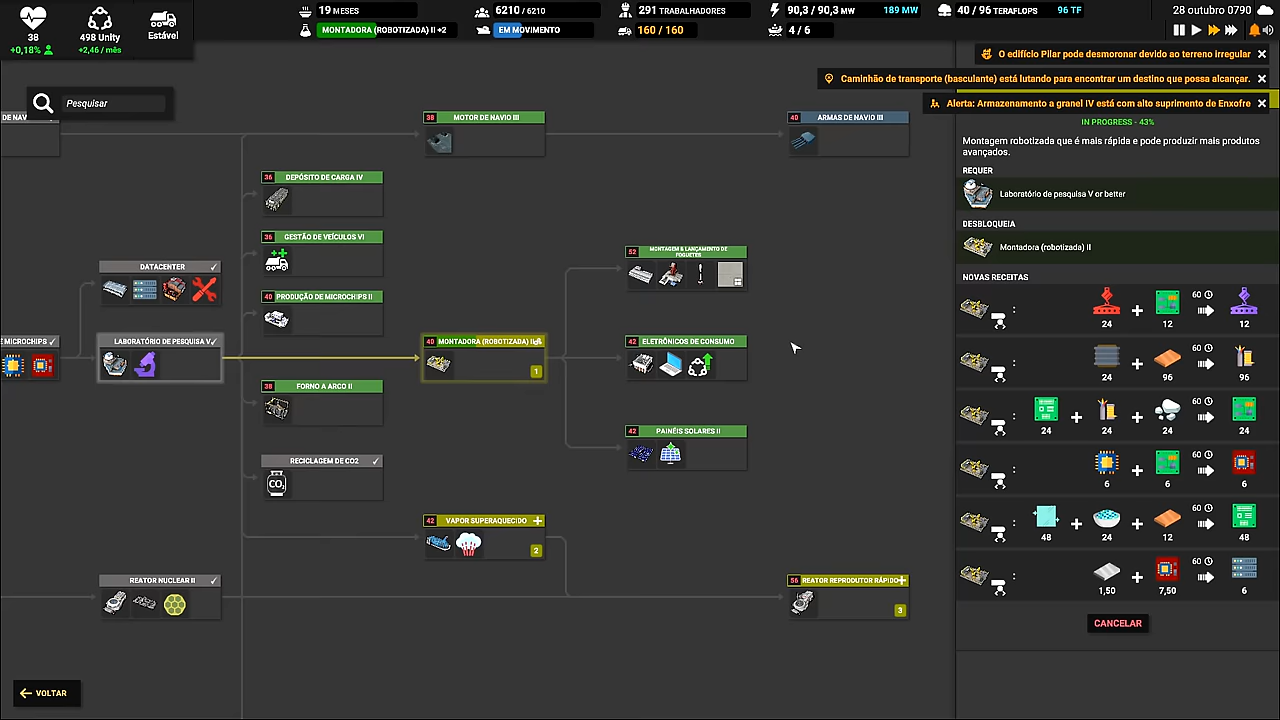 38
+0,18%
498 Unity
+2,46 / mês
Estável
19 MESES
MONTADORA (ROBOTIZADA) II +2
6210 / 6210
EM MOVIMENTO
291 TRABALHADORES
160 / 160
90,3 / 90,3 MW
189 MW
4 / 6
40 / 96 TERAFLOPS
96 TF
28 outubro 0790
O edifício Pilar pode desmoronar devido ao terreno irregular
Caminhão de transporte (basculante) está lutando para encontrar um destino que possa alcançar.
Alerta: Armazenamento a granel IV está com alto suprimento de Enxofre
Pesquisar
DE NAV
38 MOTOR DE NAVIO III
40 ARMAS DE NAVIO III
36 DEPÓSITO DE CARGA IV
36 GESTÃO DE VEÍCULOS VI
DATACENTER
40 PRODUÇÃO DE MICROCHIPS II
52 MONTAGEM & LANÇAMENTO DE FOGUETES
E MICROCHIPS
LABORATÓRIO DE PESQUISA V
40 MONTADORA (ROBOTIZADA) II
1
42 ELETRÔNICOS DE CONSUMO
38 FORNO A ARCO II
42 PAINÉIS SOLARES II
RECICLAGEM DE CO2
CO2
42 VAPOR SUPERAQUECIDO
2
REATOR NUCLEAR II
56 REATOR REPRODUTOR RÁPIDO
3
VOLTAR
IN PROGRESS - 43%
Montagem robotizada que é mais rápida e pode produzir mais produtos
avançados.
REQUER
Laboratório de pesquisa V or better
DESBLOQUEIA
Montadora (robotizada) II
NOVAS RECEITAS
: + 60
24 12 12
: + 60
24 96 96
: + + 60
24 24 24 24
: + 60
6 6 6
: + + 60
48 24 12 48
: + 60
1,50 7,50 6
CANCELAR